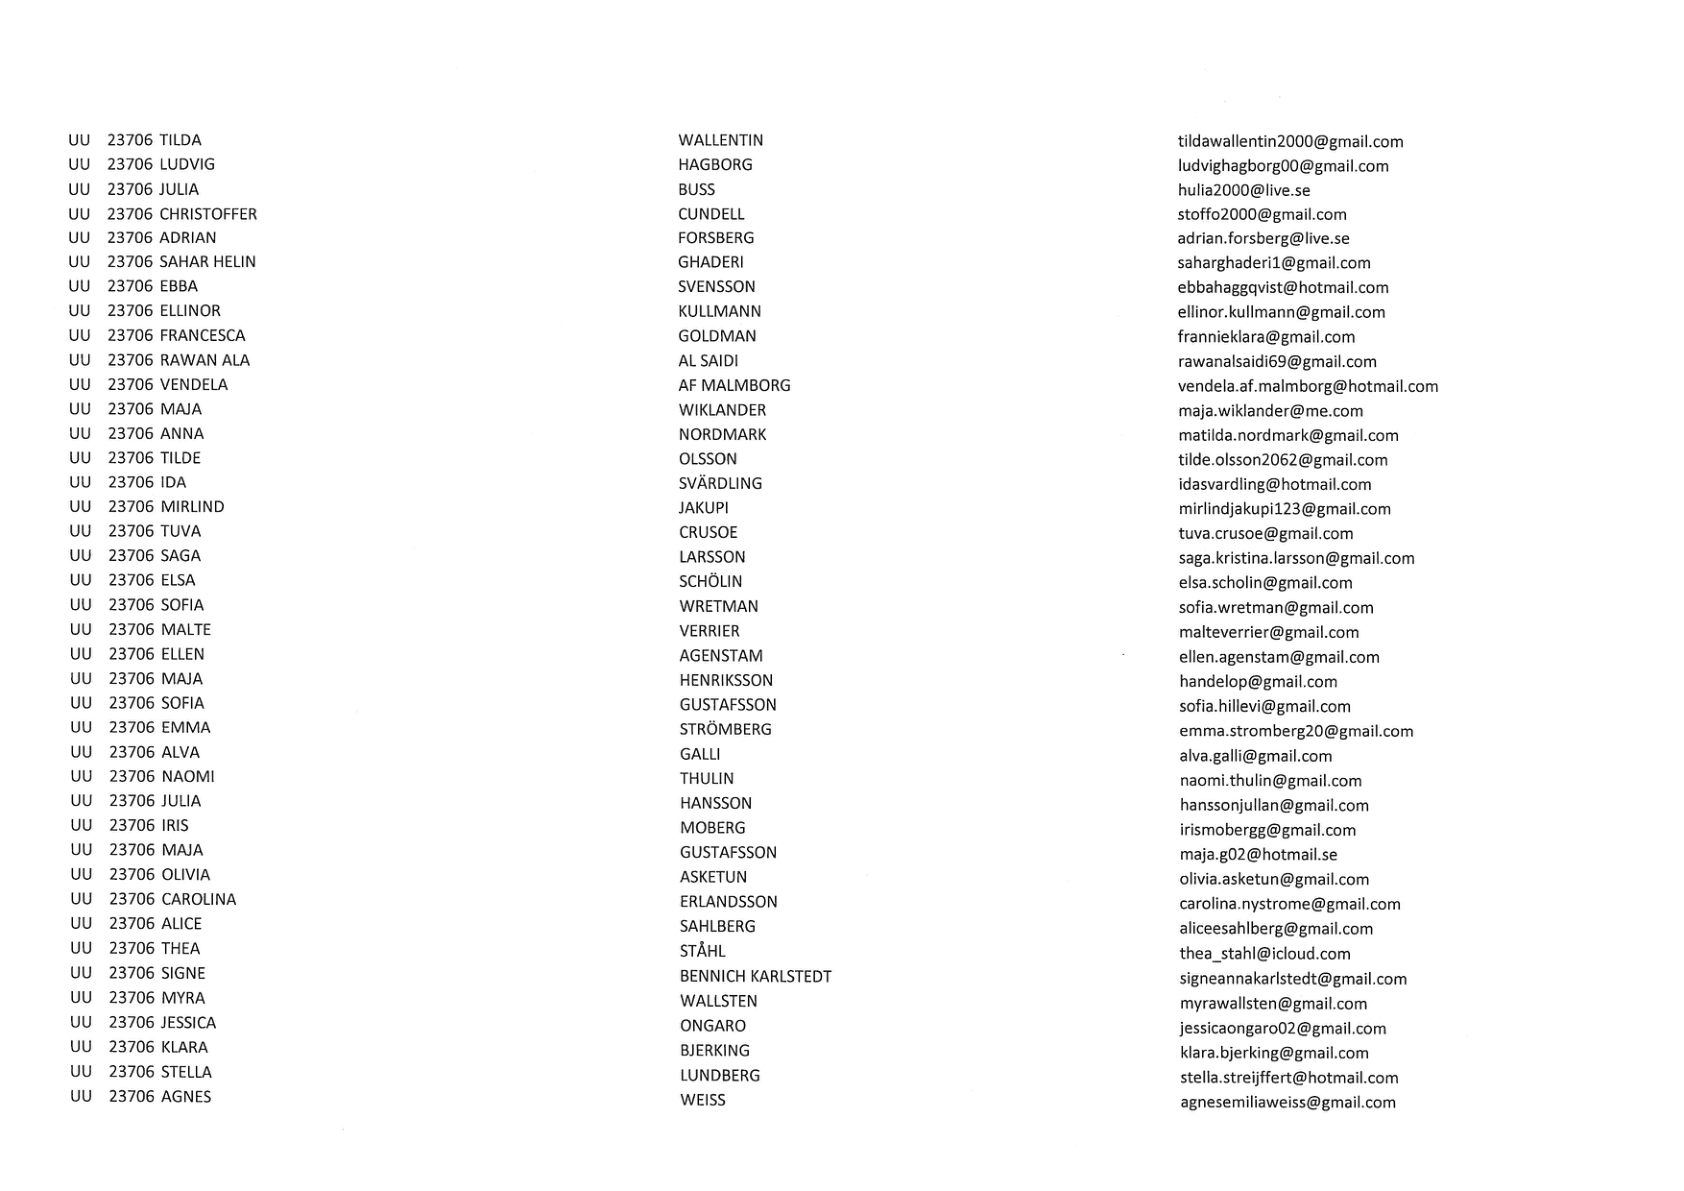 UU 23706 TILDA WALLENTIN tildawallentin2000@gmail.com
UU 23706 LUDVIG HAGBORG ludvighagborg00@gmail.com
UU 23706 JULIA BUSS hulia2000@live.se
UU 23706 CHRISTOFFER CUNDELL stoffo2000@gmail.com
UU 23706 ADRIAN FORSBERG adrian.forsberg@live.se
UU 23706 SAHAR HELIN GHADERI saharghaderi1@gmail.com
UU 23706 EBBA SVENSSON ebbahaggqvist@hotmail.com
UU 23706 ELLINOR KULLMANN ellinor.kullmann@gmail.com
UU 23706 FRANCESCA GOLDMAN frannieklara@gmail.com
UU 23706 RAWAN ALA AL SAIDI rawanalsaidi69@gmail.com
UU 23706 VENDELA AF MALMBORG vendela.af.malmborg@hotmail.com
UU 23706 MAJA WIKLANDER maja.wiklander@me.com
UU 23706 ANNA NORDMARK matilda.nordmark@gmail.com
UU 23706 TILDE OLSSON tilde.olsson2062@gmail.com
UU 23706 IDA SVÄRDLING idasvardling@hotmail.com
UU 23706 MIRLIND JAKUPI mirlindjakupi123@gmail.com
UU 23706 TUVA CRUSOE tuva.crusoe@gmail.com
UU 23706 SAGA LARSSON saga.kristina.larsson@gmail.com
UU 23706 ELSA SCHÖLIN elsa.scholin@gmail.com
UU 23706 SOFIA WRETMAN sofia.wretman@gmail.com
UU 23706 MALTE VERRIER malteverrier@gmail.com
UU 23706 ELLEN AGENSTAM ellen.agenstam@gmail.com
UU 23706 MAJA HENRIKSSON handelop@gmail.com
UU 23706 SOFIA GUSTAFSSON sofia.hillevi@gmail.com
UU 23706 EMMA STRÖMBERG emma.stromberg20@gmail.com
UU 23706 ALVA GALLI alva.galli@gmail.com
UU 23706 NAOMI THULIN naomi.thulin@gmail.com
UU 23706 JULIA HANSSON hanssonjullan@gmail.com
UU 23706 IRIS MOBERG irismobergg@gmail.com
UU 23706 MAJA GUSTAFSSON maja.g02@hotmail.se
UU 23706 OLIVIA ASKETUN olivia.asketun@gmail.com
UU 23706 CAROLINA ERLANDSSON carolina.nystrome@gmail.com
UU 23706 ALICE SAHLBERG aliceesahlberg@gmail.com
UU 23706 THEA STÅHL thea_stahl@icloud.com
UU 23706 SIGNE BENNICH KARLSTEDT signeannakarlstedt@gmail.com
UU 23706 MYRA WALLSTEN myrawallsten@gmail.com
UU 23706 JESSICA ONGARO jessicaongaro02@gmail.com
UU 23706 KLARA BJERKING klara.bjerking@gmail.com
UU 23706 STELLA LUNDBERG stella.streijffert@hotmail.com
UU 23706 AGNES WEISS agnesemiliaweiss@gmail.com